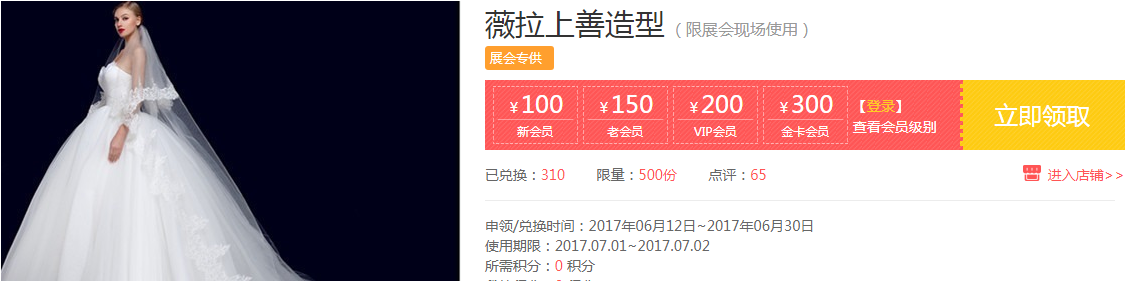 薇拉上善造型（限展会现场使用）
展会专供
¥100 ¥150 ¥200 ¥300 【登录】
新会员 老会员 VIP会员 金卡会员 查看会员级别
立即领取
已兑换：310 限量：500份 点评：65 进入店铺>>
申领/兑换时间：2017年06月12日~2017年06月30日
使用期限：2017.07.01~2017.07.02
所需积分：0 积分